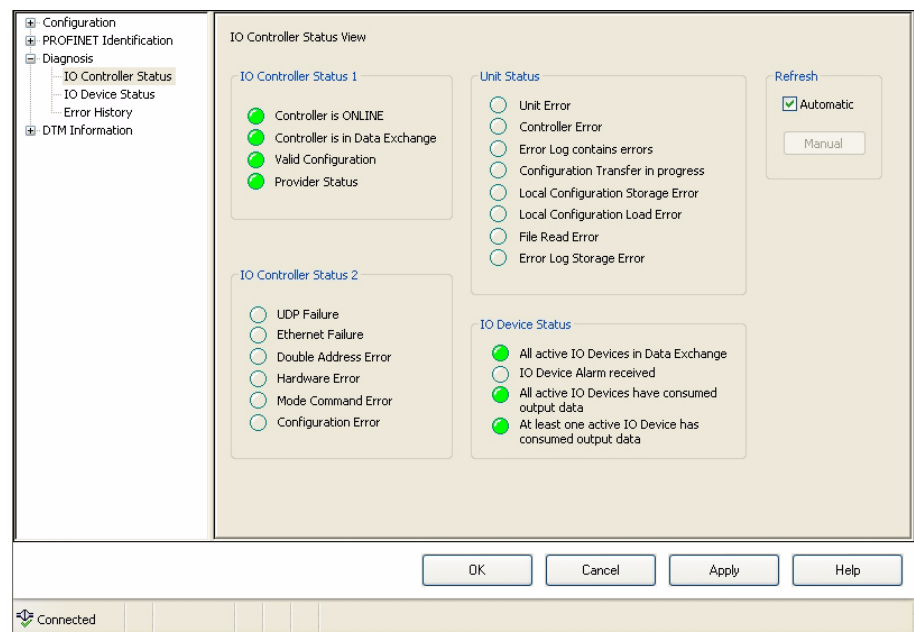 Configuration
PROFINET Identification
Diagnosis
IO Controller Status
IO Device Status
Error History
DTM Information
IO Controller Status View
IO Controller Status 1
Controller is ONLINE
Controller is in Data Exchange
Valid Configuration
Provider Status
IO Controller Status 2
UDP Failure
Ethernet Failure
Double Address Error
Hardware Error
Mode Command Error
Configuration Error
Unit Status
Unit Error
Controller Error
Error Log contains errors
Configuration Transfer in progress
Local Configuration Storage Error
Local Configuration Load Error
File Read Error
Error Log Storage Error
IO Device Status
All active IO Devices in Data Exchange
IO Device Alarm received
All active IO Devices have consumed
output data
At least one active IO Device has
consumed output data
Refresh
Automatic
Manual
OK
Cancel
Apply
Help
Connected